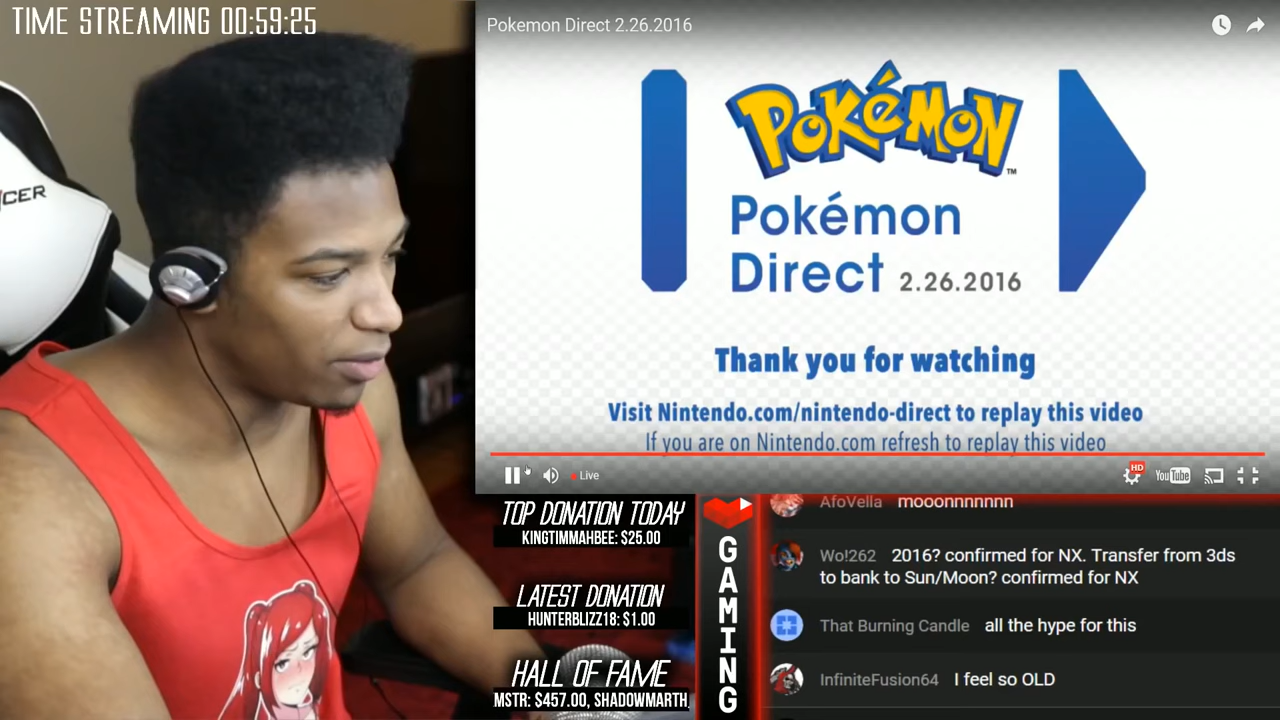 TIME STREAMING 00:59:25
CER
Pokemon Direct 2.26.2016
POKéMON
TM
Pokémon
Direct 2.26.2016
Thank you for watching
Visit Nintendo.com/nintendo-direct to replay this video
If you are on Nintendo.com refresh to replay this video
Live
HD
YouTube
TOP DONATION TODAY
KINGTIMMAHBEE: $25.00
LATEST DONATION
HUNTERBLIZZ18: $1.00
HALL OF FAME
MSTR: $457.00, SHADOWMARTH
GAMING
AfoVella mooonnnnnnn
Wo!262 2016? confirmed for NX. Transfer from 3ds
to bank to Sun/Moon? confirmed for NX
That Burning Candle all the hype for this
InfiniteFusion64 I feel so OLD